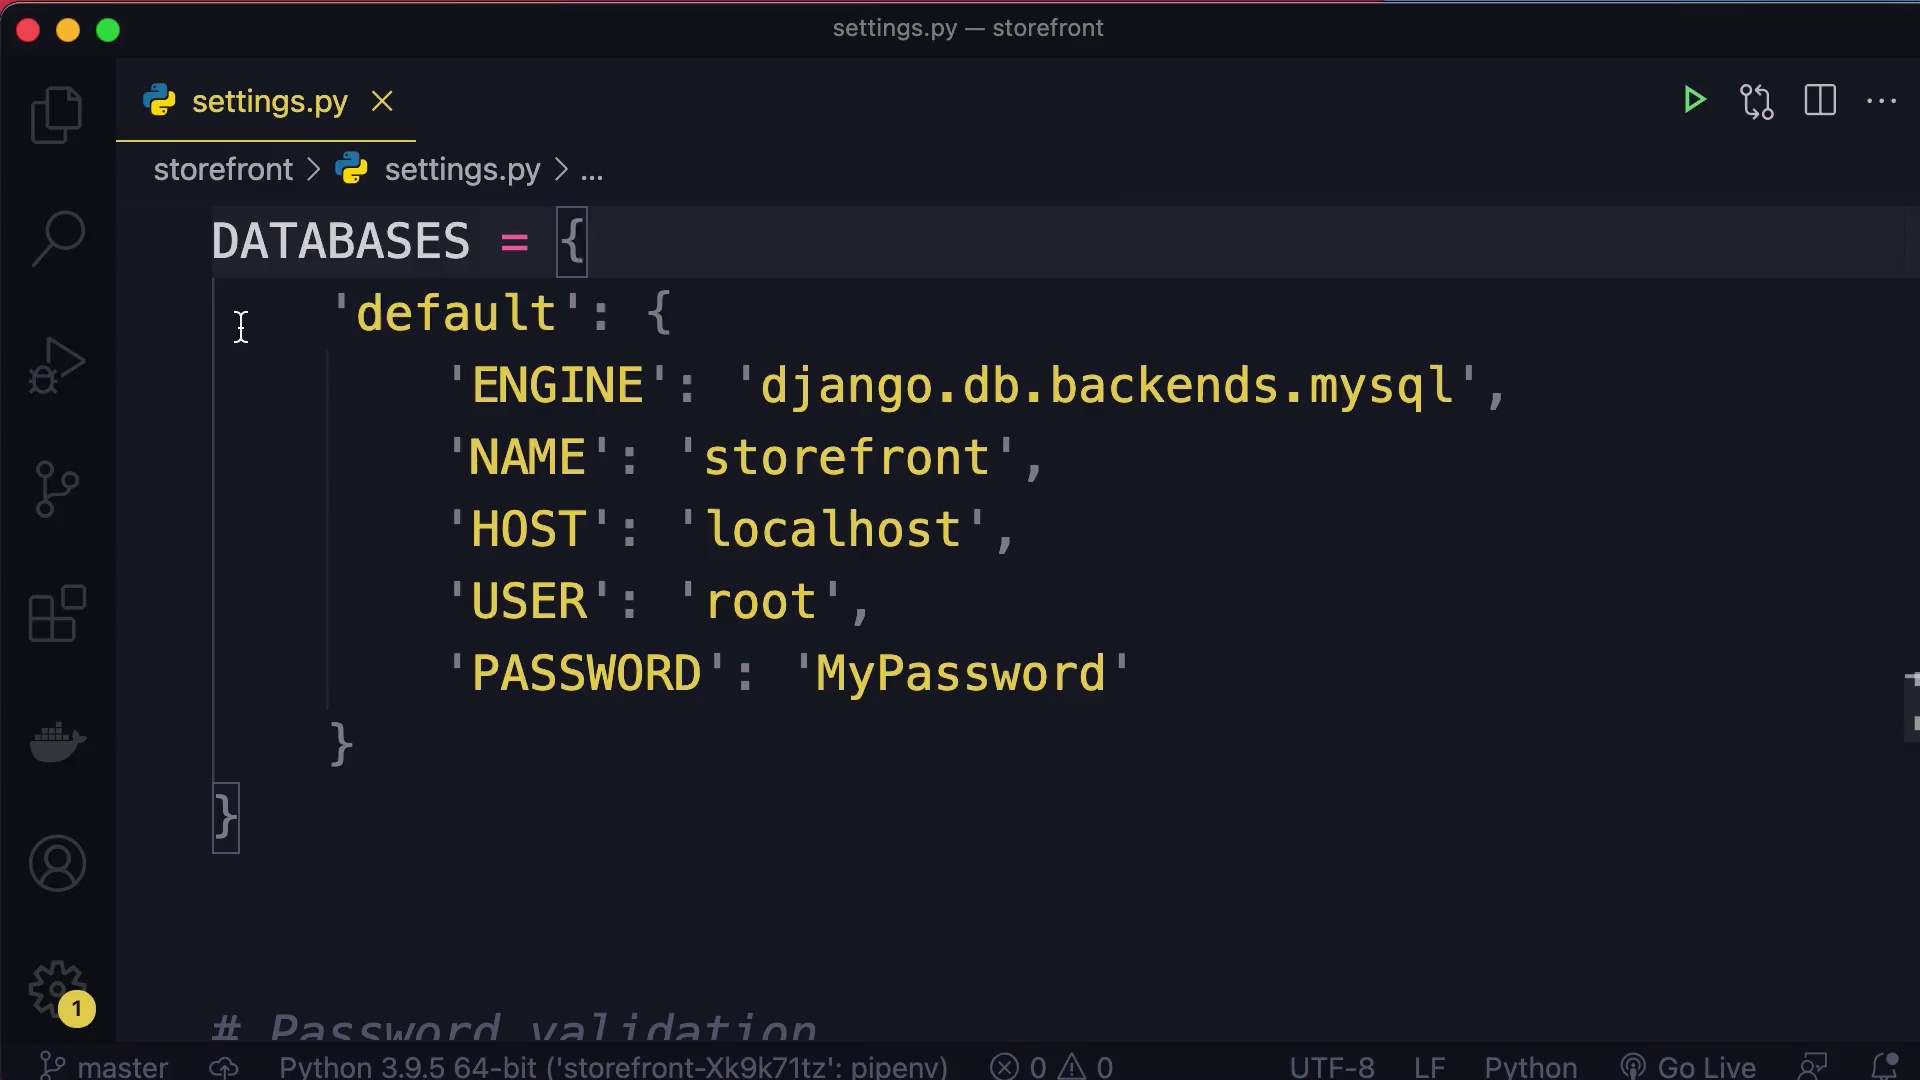 settings.py — storefront
settings.py
storefront > settings.py > ...
DATABASES = {
    'default': {
        'ENGINE': 'django.db.backends.mysql',
        'NAME': 'storefront',
        'HOST': 'localhost',
        'USER': 'root',
        'PASSWORD': 'MyPassword'
    }
}
# Password validation
1
master Python 3.9.5 64-bit ('storefront-Xk9k71tz': pipenv) 0 0 UTF-8 LF Python Go Live